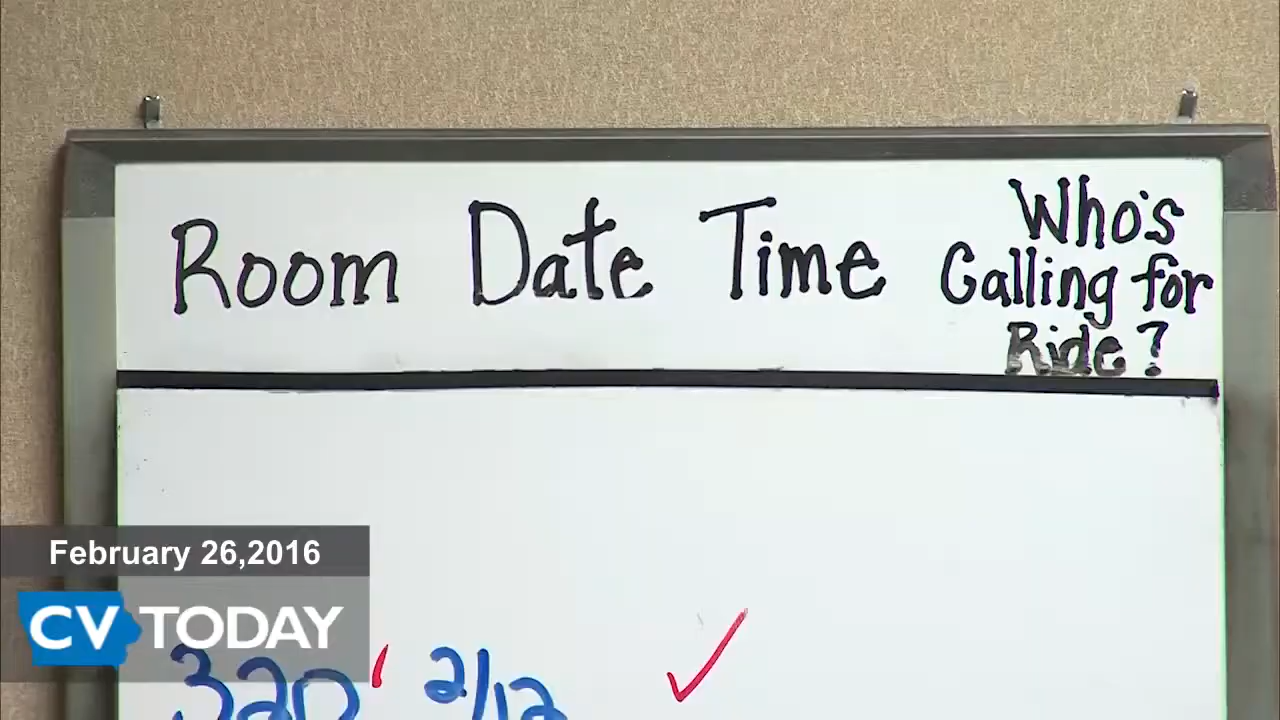 Room Date Time Who's
Calling for
Ride?
February 26,2016
CV TODAY
320 2/12